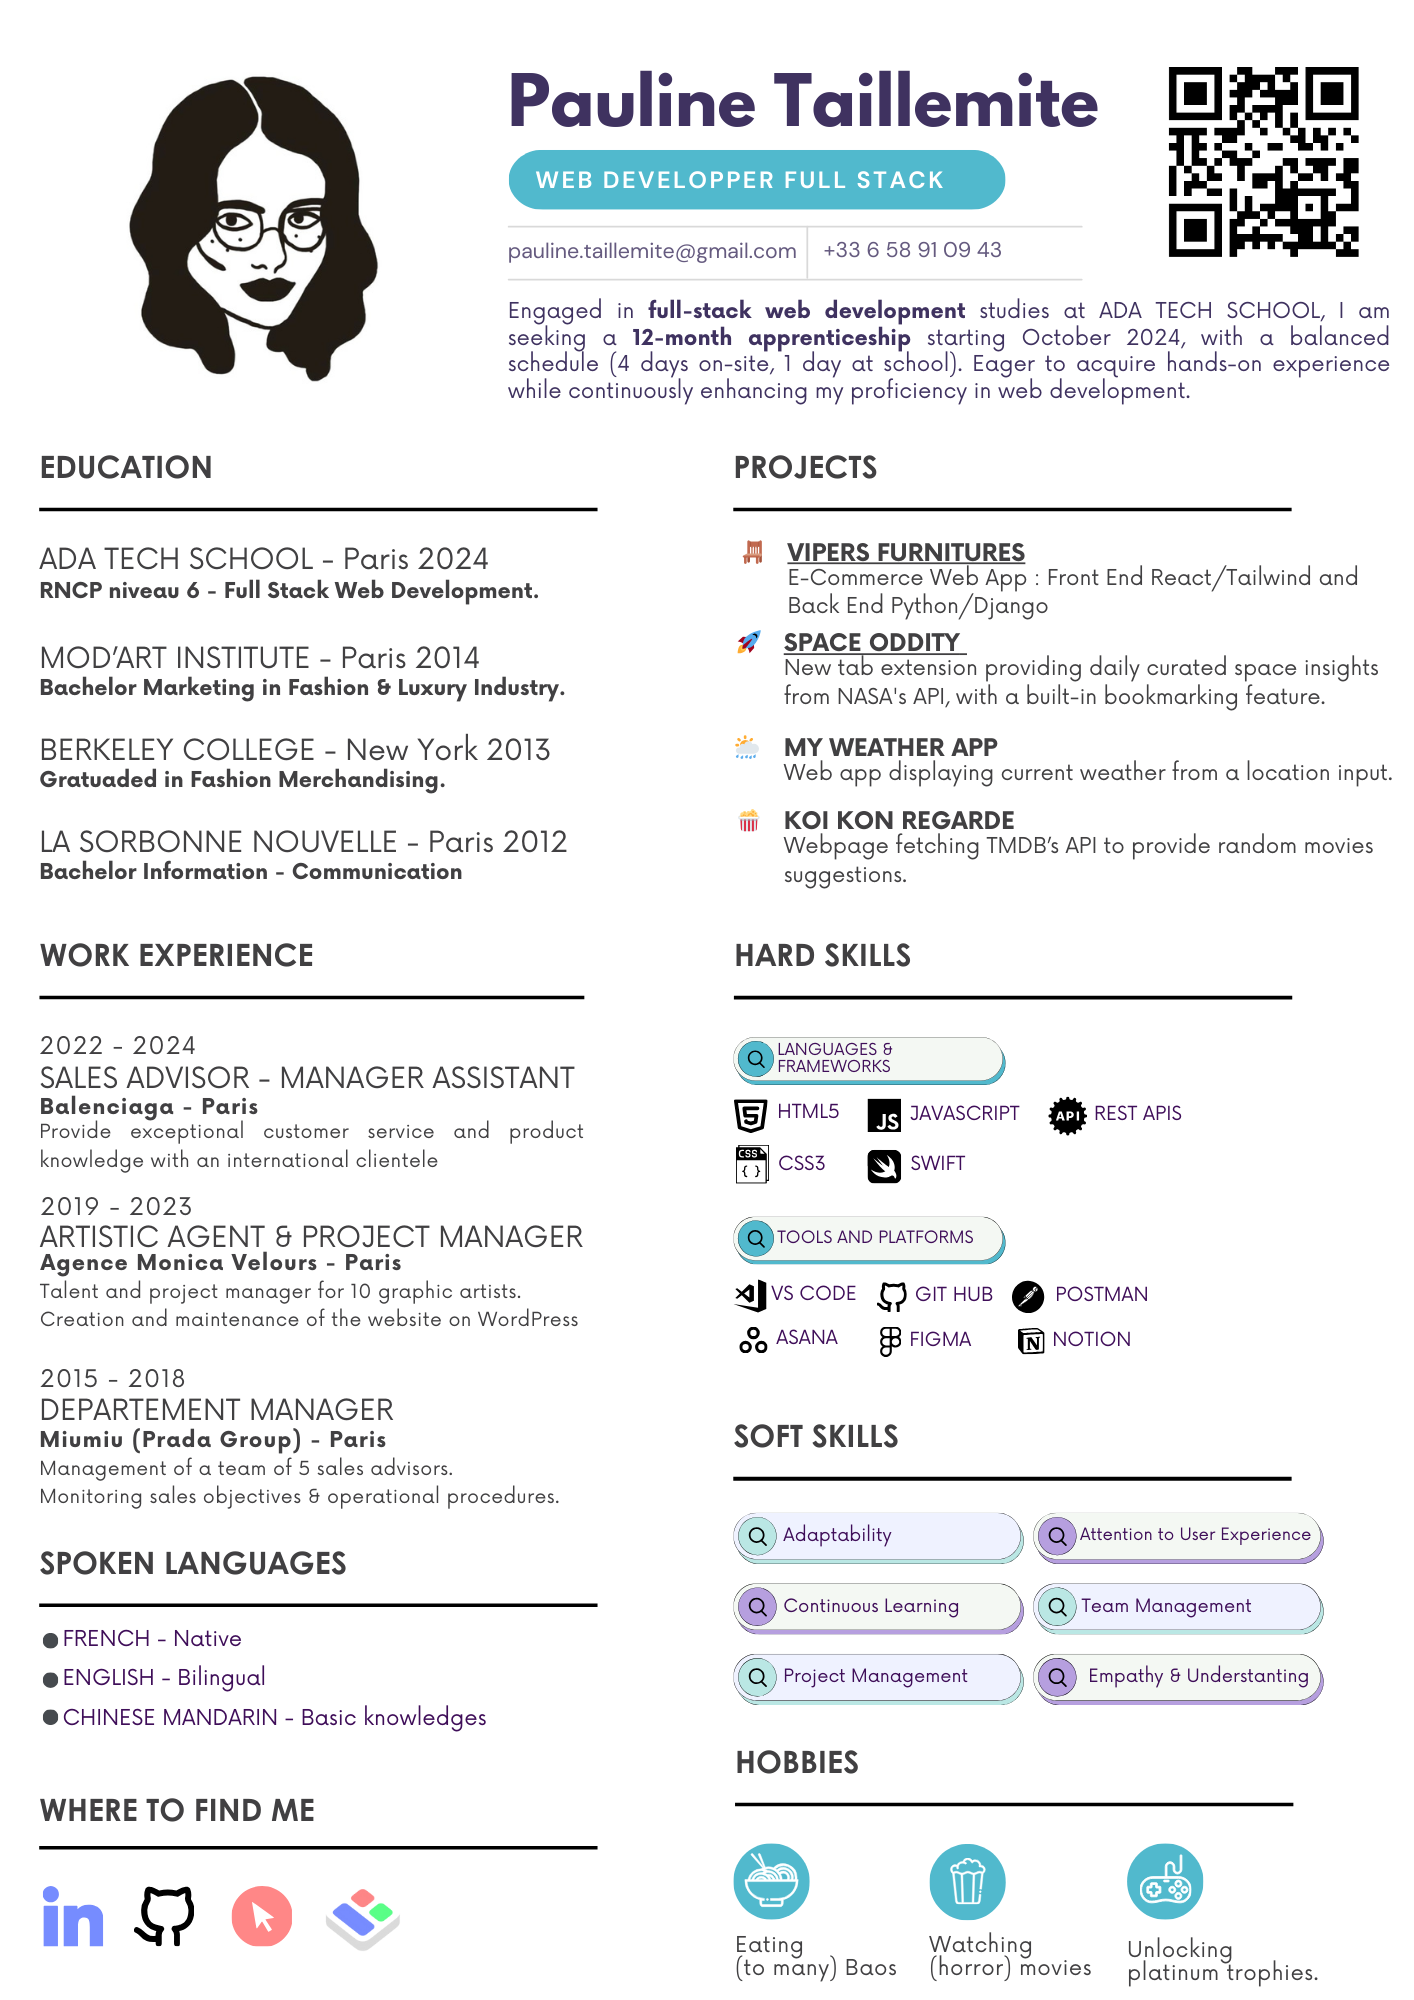 Pauline Taillemite
WEB DEVELOPPER FULL STACK
pauline.taillemite@gmail.com
+33 6 58 91 09 43
Engaged in full-stack web development studies at ADA TECH SCHOOL, I am
seeking a 12-month apprenticeship starting October 2024, with a balanced
schedule (4 days on-site, 1 day at school). Eager to acquire hands-on experience
while continuously enhancing my proficiency in web development.
EDUCATION
ADA TECH SCHOOL - Paris 2024
RNCP niveau 6 - Full Stack Web Development.
MOD’ART INSTITUTE - Paris 2014
Bachelor Marketing in Fashion & Luxury Industry.
BERKELEY COLLEGE - New York 2013
Gratuaded in Fashion Merchandising.
LA SORBONNE NOUVELLE - Paris 2012
Bachelor Information - Communication
WORK EXPERIENCE
2022 - 2024
SALES ADVISOR - MANAGER ASSISTANT
Balenciaga - Paris
Provide exceptional customer service and product
knowledge with an international clientele
2019 - 2023
ARTISTIC AGENT & PROJECT MANAGER
Agence Monica Velours - Paris
Talent and project manager for 10 graphic artists.
Creation and maintenance of the website on WordPress
2015 - 2018
DEPARTEMENT MANAGER
Miumiu (Prada Group) - Paris
Management of a team of 5 sales advisors.
Monitoring sales objectives & operational procedures.
SPOKEN LANGUAGES
FRENCH - Native
ENGLISH - Bilingual
CHINESE MANDARIN - Basic knowledges
WHERE TO FIND ME
in
PROJECTS
VIPERS FURNITURES
E-Commerce Web App : Front End React/Tailwind and
Back End Python/Django
SPACE ODDITY
New tab extension providing daily curated space insights
from NASA's API, with a built-in bookmarking feature.
MY WEATHER APP
Web app displaying current weather from a location input.
KOI KON REGARDE
Webpage fetching TMDB’s API to provide random movies
suggestions.
HARD SKILLS
LANGUAGES &
FRAMEWORKS
5 HTML5
JS JAVASCRIPT
API REST APIS
CSS { } CSS3
SWIFT
TOOLS AND PLATFORMS
VS CODE
GIT HUB
POSTMAN
ASANA
FIGMA
N NOTION
SOFT SKILLS
Adaptability
Attention to User Experience
Continuous Learning
Team Management
Project Management
Empathy & Understanting
HOBBIES
Eating
(to many) Baos
Watching
(horror) movies
Unlocking
platinum trophies.